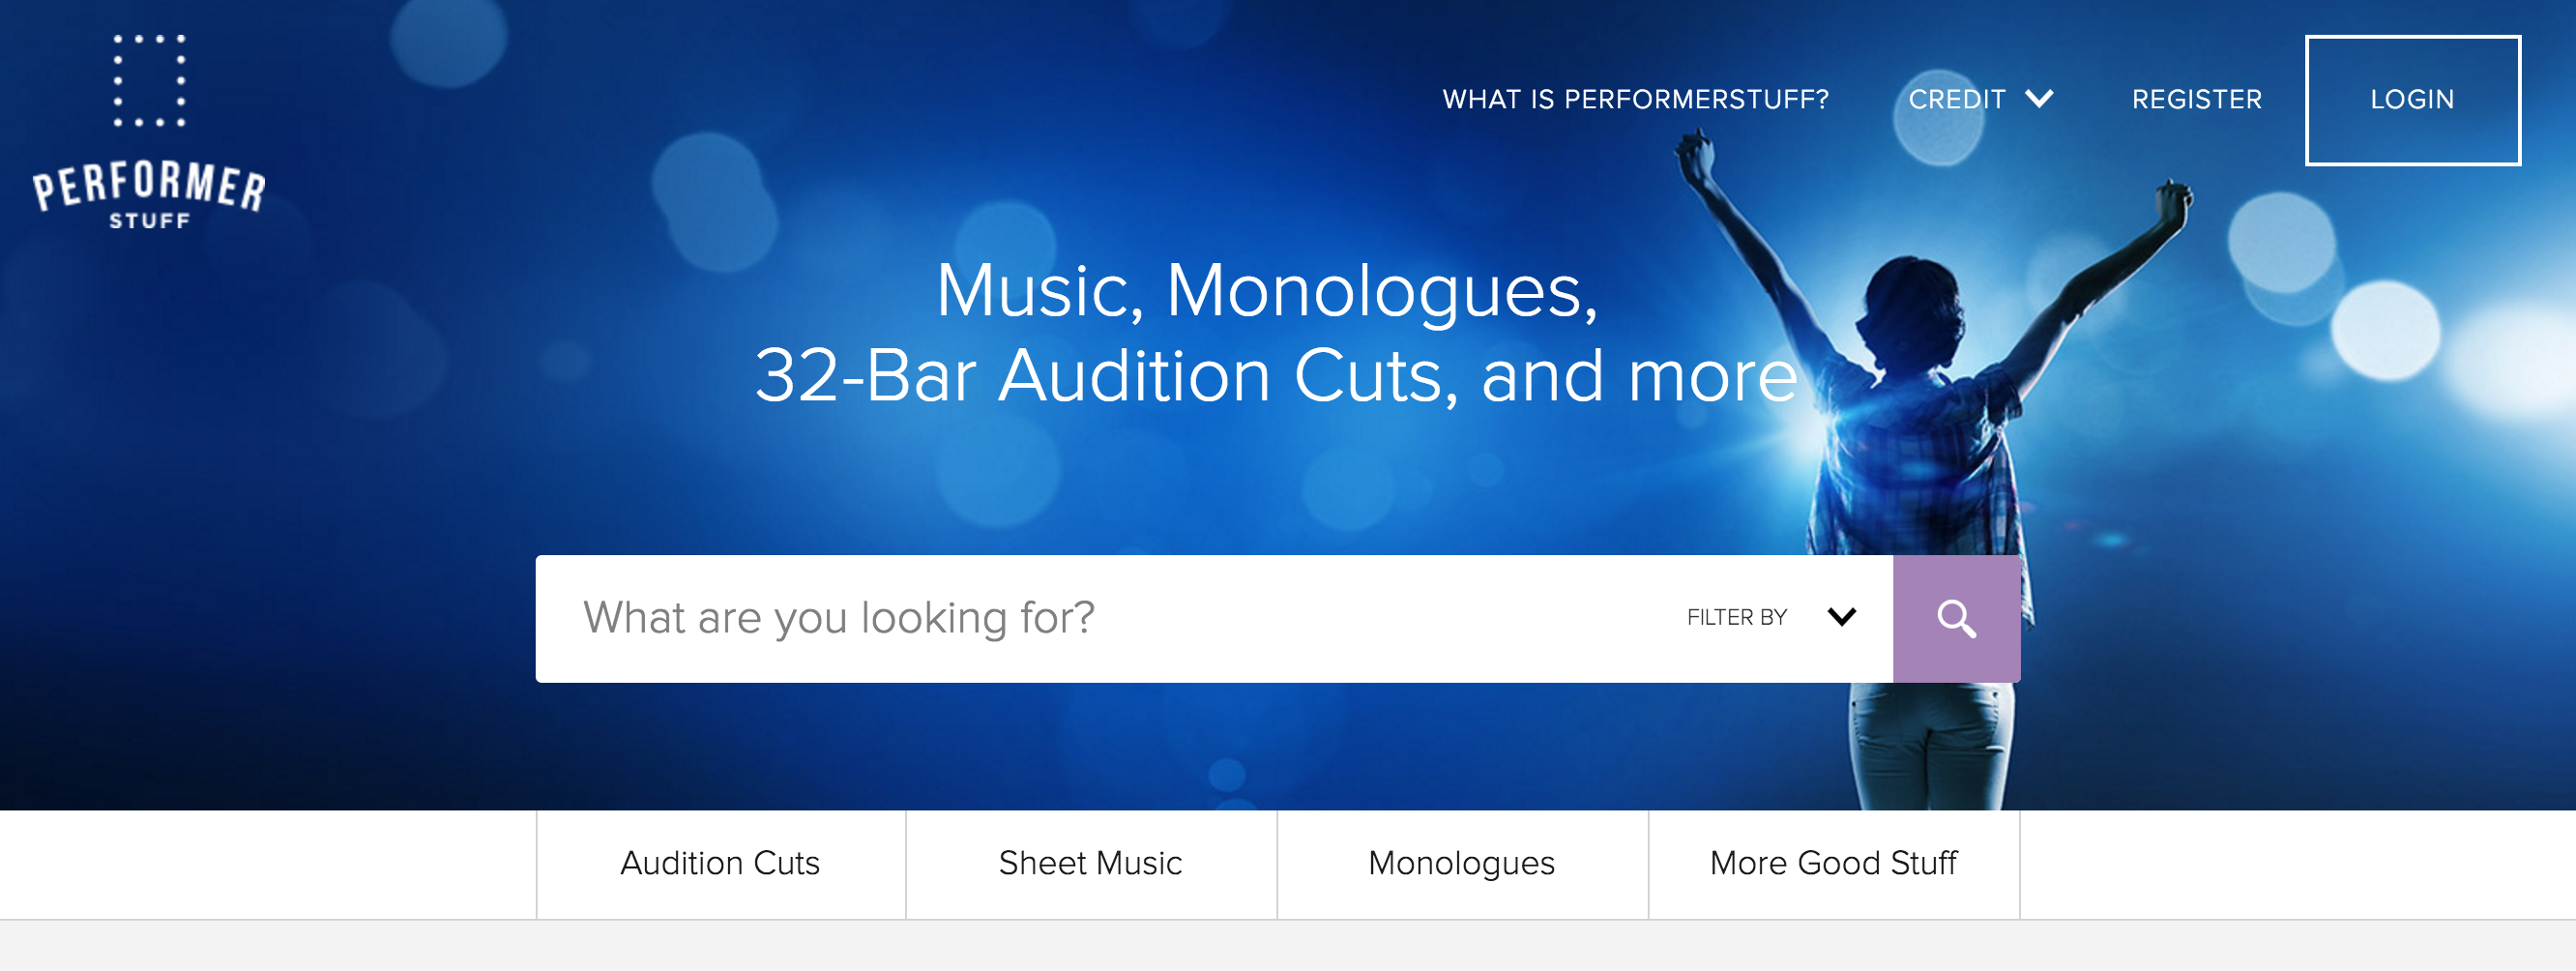 PERFORMER
STUFF
WHAT IS PERFORMERSTUFF? CREDIT REGISTER LOGIN
Music, Monologues,
32-Bar Audition Cuts, and more
What are you looking for? FILTER BY
Audition Cuts Sheet Music Monologues More Good Stuff